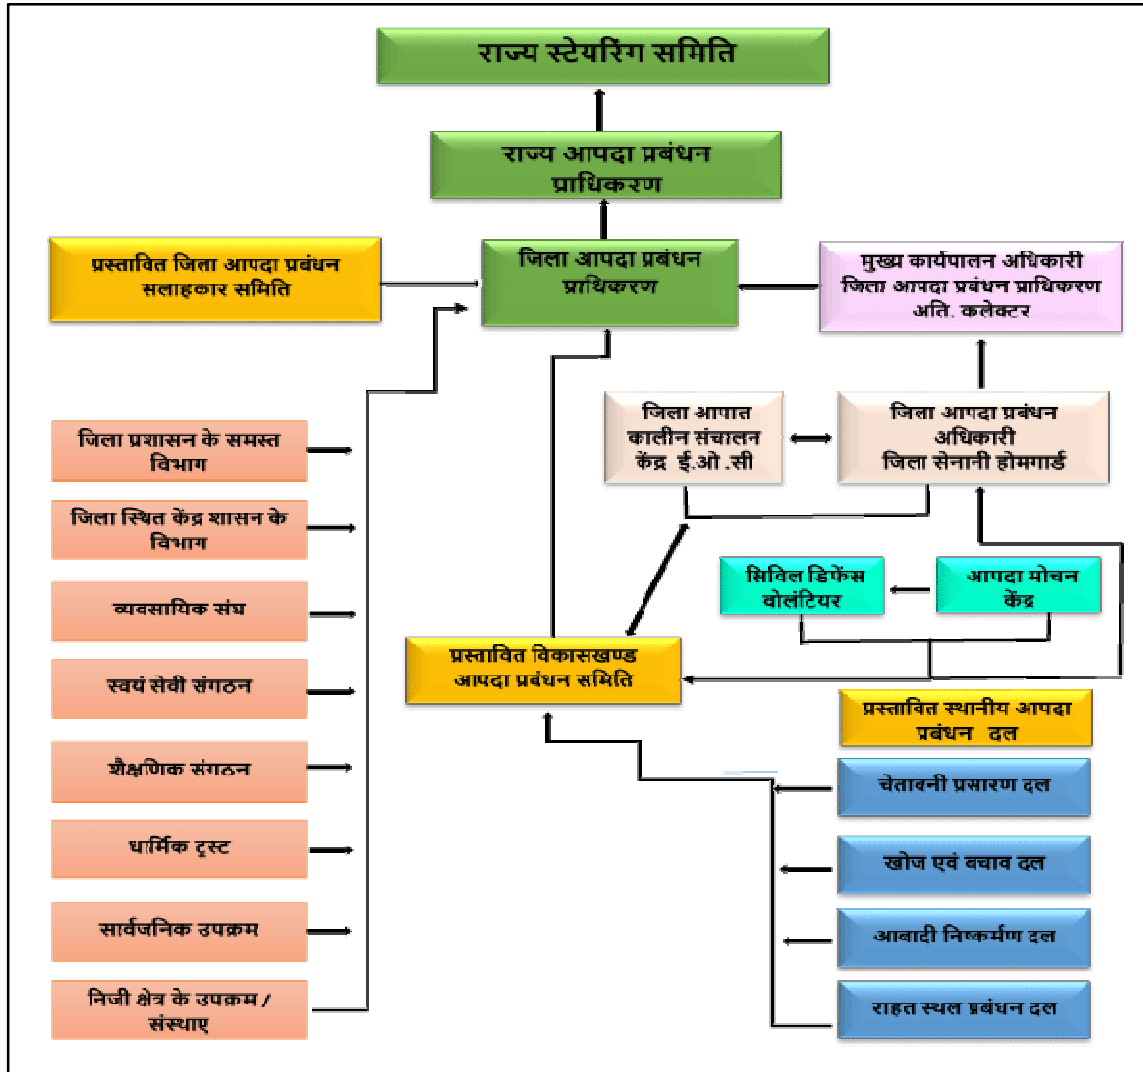 राज्य स्टेयरिंग समिति
राज्य आपदा प्रबंधन
प्राधिकरण
प्रस्तावित जिला आपदा प्रबंधन
सलाहकार समिति
जिला आपदा प्रबंधन
प्राधिकरण
मुख्य कार्यपालन अधिकारी
जिला आपदा प्रबंधन प्राधिकरण
अति. कलेक्टर
जिला आपात
कालीन संचालन
केंद्र ई.ओ.सी
जिला आपदा प्रबंधन
अधिकारी
जिला सेनानी होमगार्ड
जिला प्रशासन के समस्त
विभाग
जिला स्थित केंद्र शासन के
विभाग
व्यवसायिक संघ
स्वयं सेवी संगठन
शैक्षणिक संगठन
धार्मिक ट्रस्ट
सार्वजनिक उपक्रम
निजी क्षेत्र के उपक्रम /
संस्थाए
सिविल डिफेंस
वोलंटियर
आपदा मोचन
केंद्र
प्रस्तावित विकासखण्ड
आपदा प्रबंधन समिति
प्रस्तावित स्थानीय आपदा
प्रबंधन दल
चेतावनी प्रसारण दल
खोज एवं बचाव दल
आबादी निष्कर्मण दल
राहत स्थल प्रबंधन दल